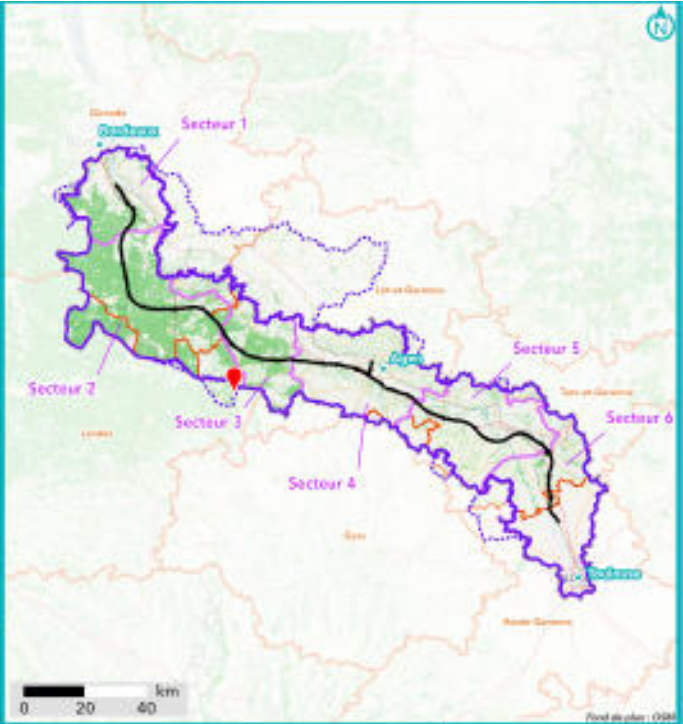 N
Gironde
Bordeaux
Secteur 1
Lot-et-Garonne
Agen
Secteur 5
Tarn-et-Garonne
Secteur 2
Secteur 3
Secteur 6
Landes
Secteur 4
Gers
Toulouse
Haute-Garonne
km
0 20 40
Fond de plan : OSM